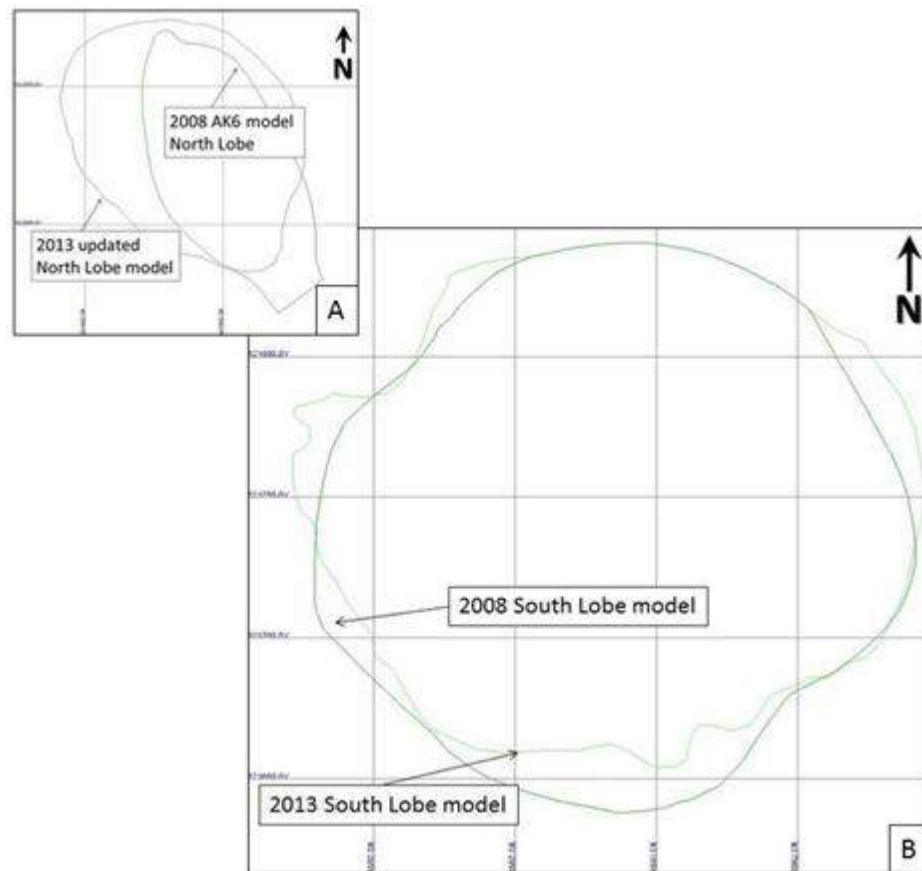 N
2008 AK6 model
North Lobe
2013 updated
North Lobe model
A
N
2008 South Lobe model
2013 South Lobe model
B